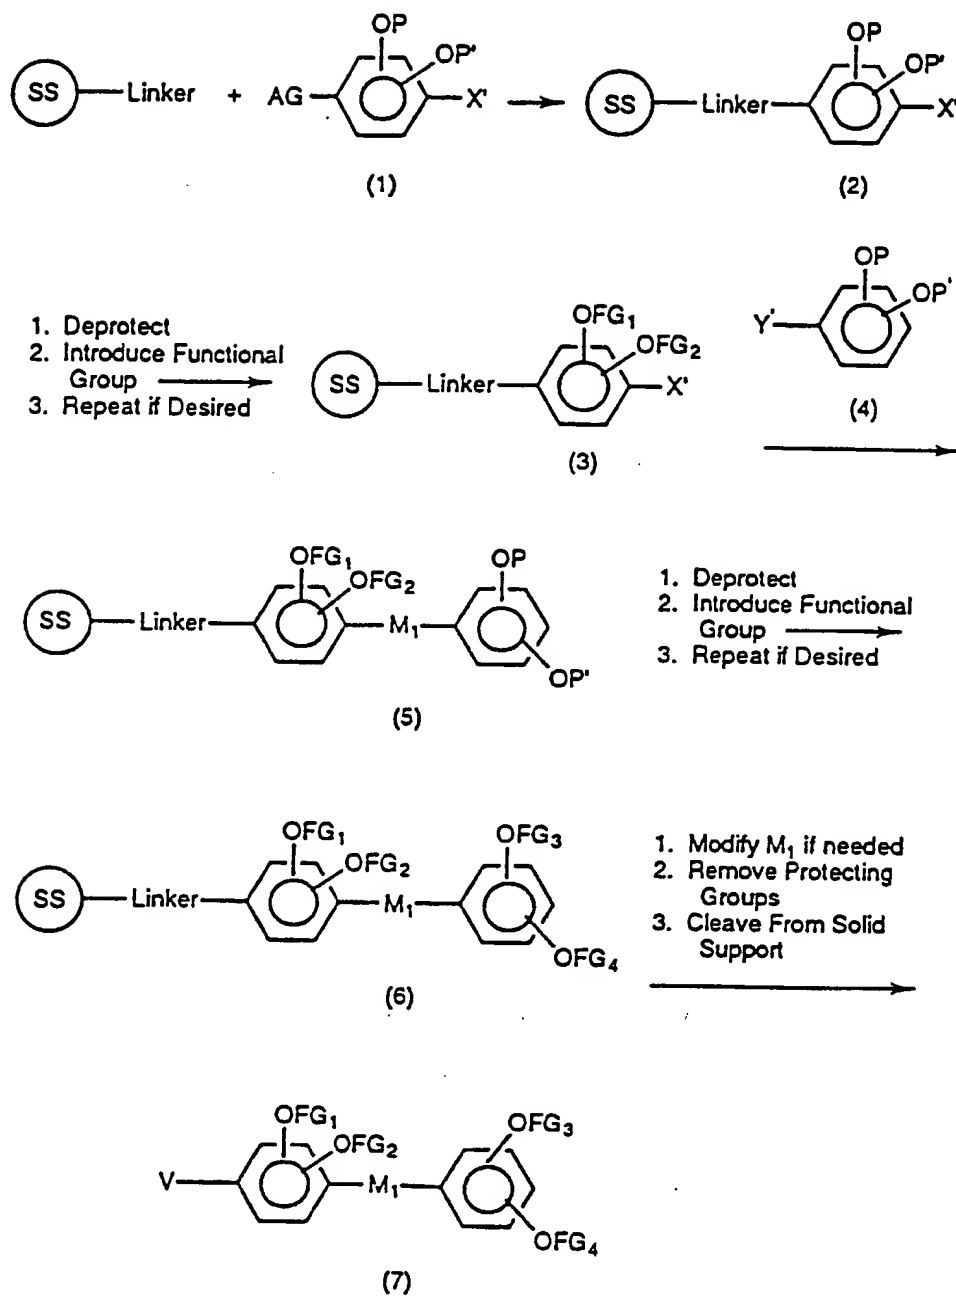 SS Linker + AG OP OP' X' SS Linker OP OP' X'
(1) (2)
1. Deprotect
2. Introduce Functional
Group
3. Repeat if Desired
SS Linker OFG1 OFG2 X'
(3)
Y' OP OP'
(4)
SS Linker OFG1 OFG2 M1 OP OP'
(5)
1. Deprotect
2. Introduce Functional
Group
3. Repeat if Desired
SS Linker OFG1 OFG2 M1 OFG3 OFG4
(6)
1. Modify M1 if needed
2. Remove Protecting
Groups
3. Cleave From Solid
Support
V OFG1 OFG2 M1 OFG3 OFG4
(7)